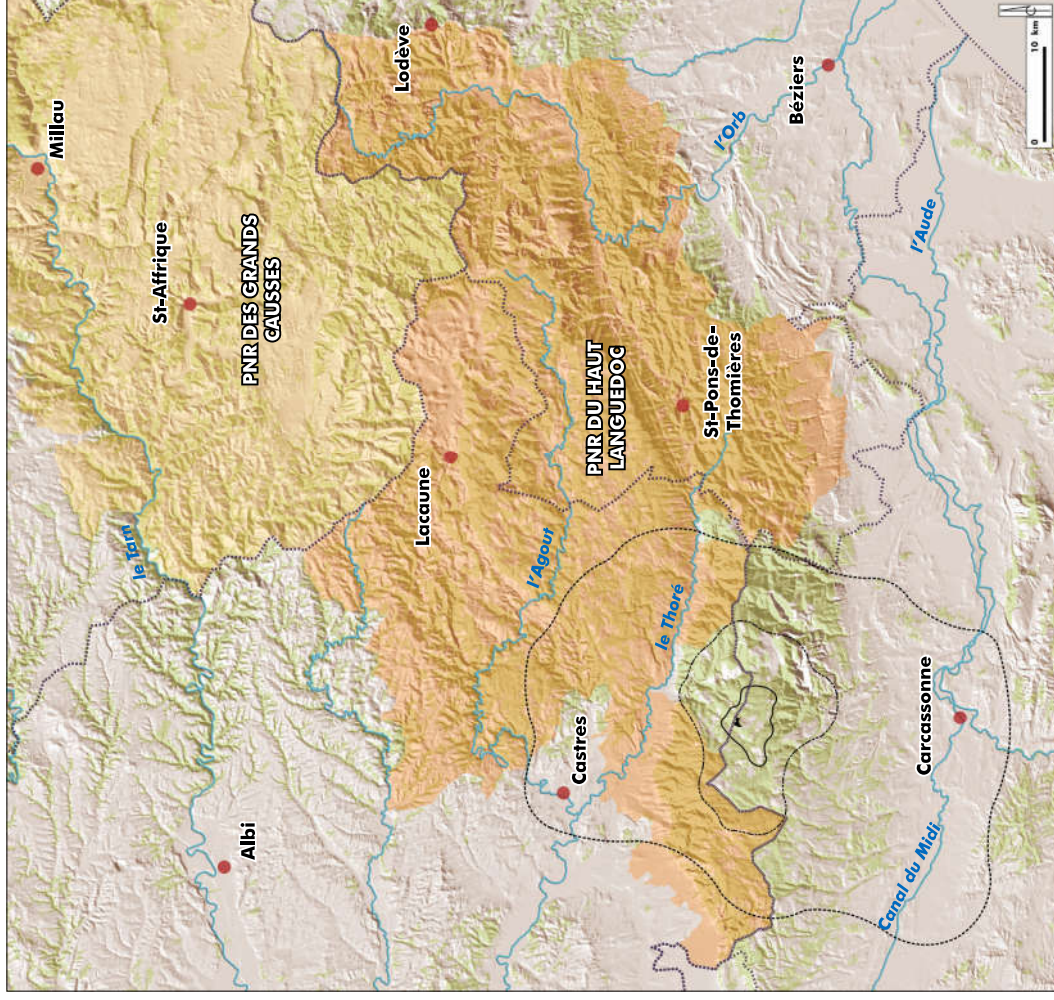 Millau
le Tarn
St-Affrique
PNR DES GRANDS
CAUSSES
Albi
Lodève
Lacaune
l'Agout
PNR DU HAUT
LANGUEDOC
Castres
le Thoré
St-Pons-de-
Thomières
l'Orb
Béziers
Carcassonne
l'Aude
Canal du Midi
0
10 km